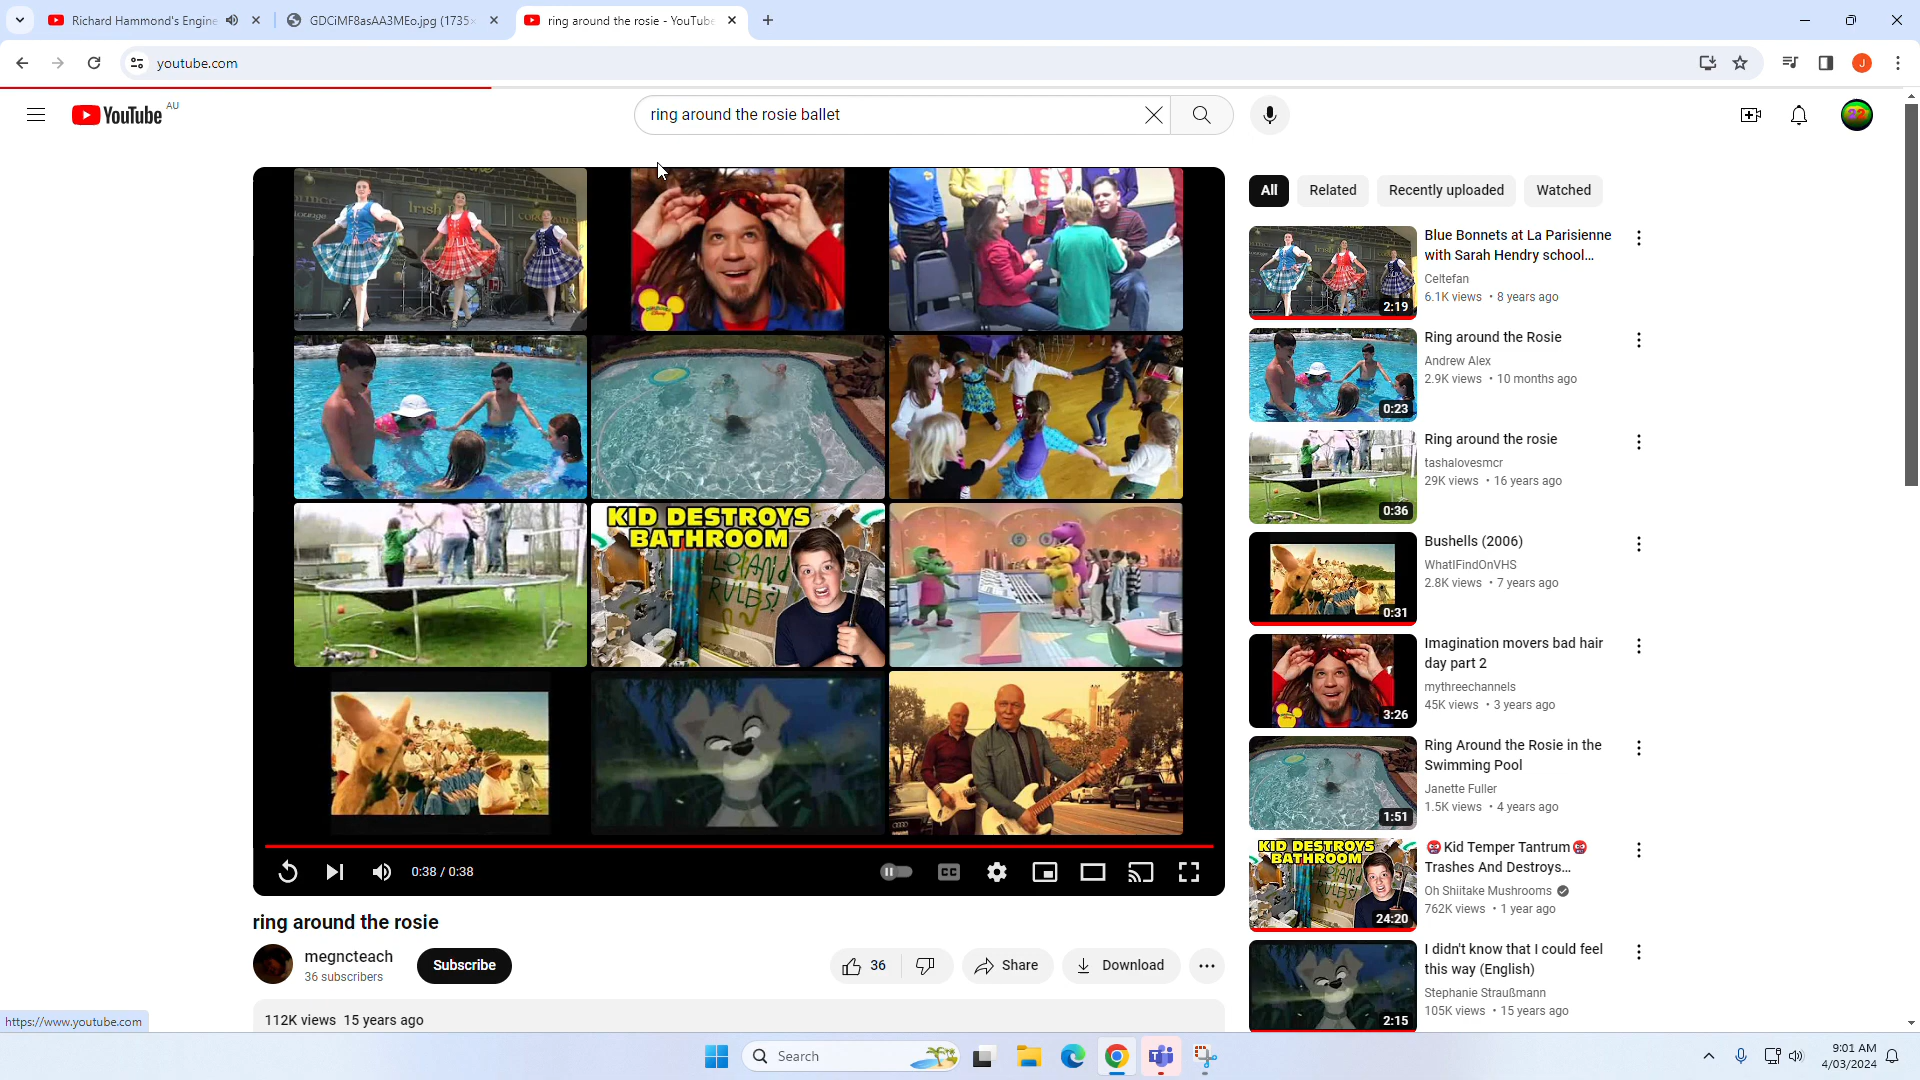 Richard Hammond's Engine
GDCiMF8asAA3MEo.jpg (1735×
ring around the rosie - YouTube
youtube.com
J
YouTube AU
ring around the rosie ballet
22
Irish
KID DESTROYS
BATHROOM
LELAND
RULES!
0:38 / 0:38
CC
ring around the rosie
megncteach
36 subscribers
Subscribe
36
Share
Download
112K views 15 years ago
https://www.youtube.com
All
Related
Recently uploaded
Watched
Blue Bonnets at La Parisienne
with Sarah Hendry school...
Celtefan
6.1K views • 8 years ago
2:19
Ring around the Rosie
Andrew Alex
2.9K views • 10 months ago
0:23
Ring around the rosie
tashalovesmcr
29K views • 16 years ago
0:36
Bushells (2006)
WhatIFindOnVHS
2.8K views • 7 years ago
0:31
Imagination movers bad hair
day part 2
mythreechannels
45K views • 3 years ago
3:26
Ring Around the Rosie in the
Swimming Pool
Janette Fuller
1.5K views • 4 years ago
1:51
Kid Temper Tantrum
Trashes And Destroys...
Oh Shiitake Mushrooms
762K views • 1 year ago
KID DESTROYS
BATHROOM
24:20
I didn't know that I could feel
this way (English)
Stephanie Straußmann
105K views • 15 years ago
2:15
Search
9:01 AM
4/03/2024